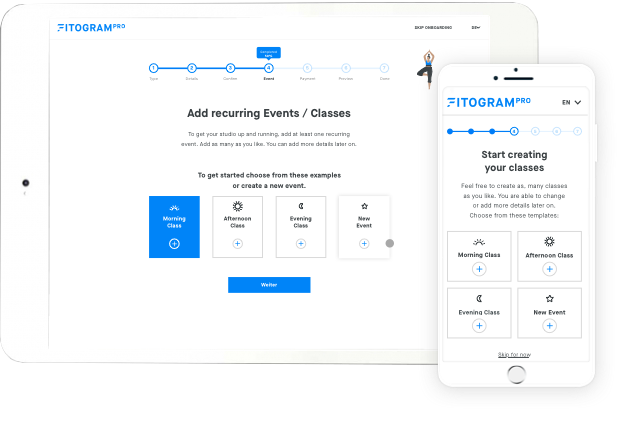 FITOGRAM PRO
SKIP ONBOARDING
DE
1 2 3 4 5 6 7
Type Details Contact Event Payment Preview Done
Add recurring Events / Classes
To get your studio up and running, add at least one recurring
event. Add as many as you like. You can add more details later on.
To get started choose from these examples
or create a new event.
Morning
Class
Afternoon
Class
Evening
Class
New
Event
Weiter
FITOGRAM PRO
EN
4 5 6 7
Start creating
your classes
Feel free to create as, many classes
as you like. You are able to change
or add more details later on.
Choose from these templates:
Morning Class
Afternoon Class
Evening Class
New Event
Skip for now